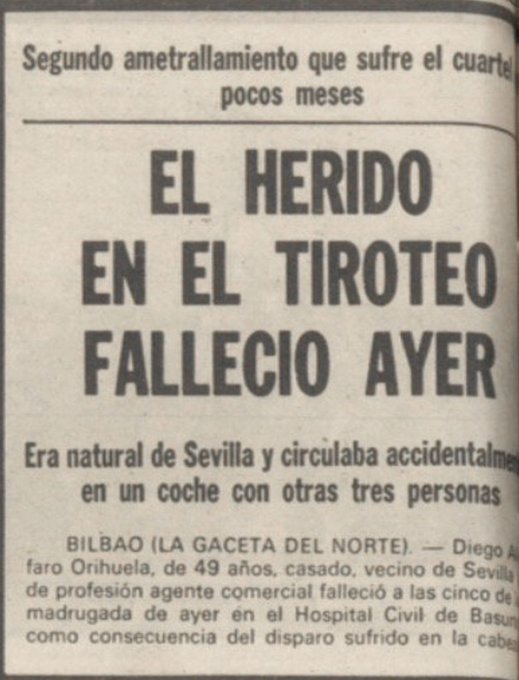 Segundo ametrallamiento que sufre el cuartel
pocos meses
EL HERIDO
EN EL TIROTEO
FALLECIO AYER
Era natural de Sevilla y circulaba
en un coche con otras tres personas
BILBAO (LA GACETA DEL NORTE). — Diego
faro Orihuela, de 49 años, casado, vecino de Sevilla
de profesión agente comercial falleció a las cinco de
madrugada de ayer en el Hospital Civil de
como consecuencia del disparo sufrido en la